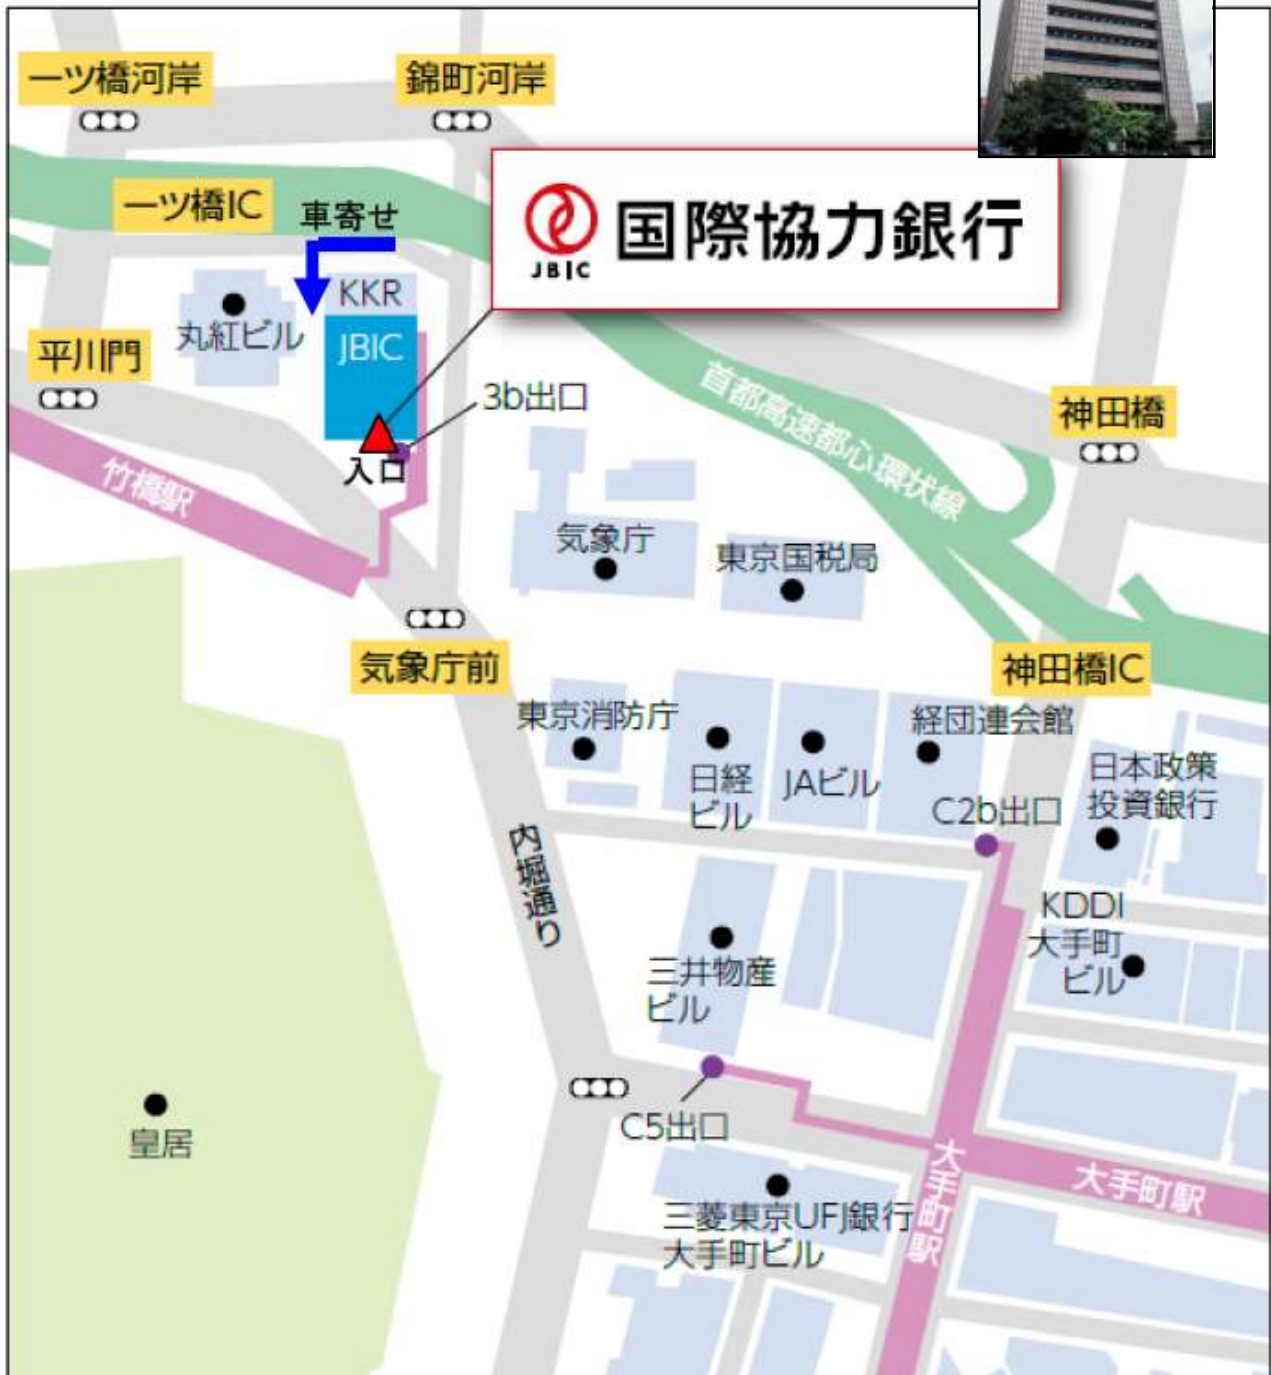 一ツ橋河岸
錦町河岸
一ツ橋IC
車寄せ
JBIC
国際協力銀行
KKR
丸紅ビル
JBIC
平川門
3b出口
首都高速都心環状線
神田橋
入口
竹橋駅
気象庁
東京国税局
気象庁前
神田橋IC
東京消防庁
日経
ビル
JAビル
経団連会館
日本政策
投資銀行
C2b出口
内堀通り
KDDI
大手町
ビル
三井物産
ビル
C5出口
皇居
大手町駅
大手町駅
三菱東京UFJ銀行
大手町ビル